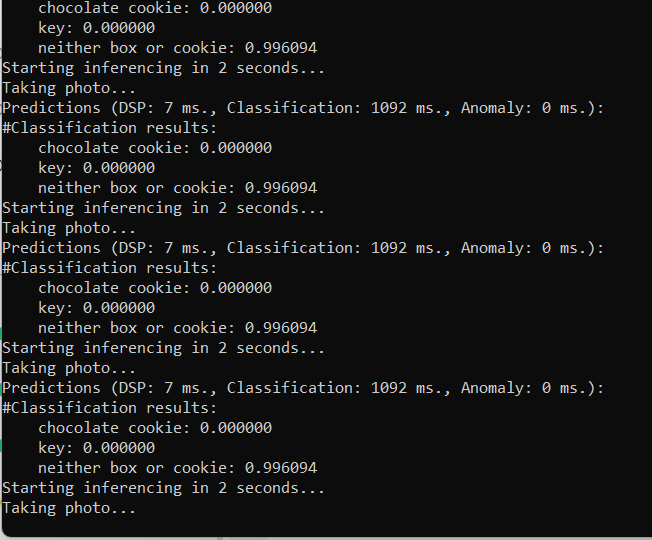 chocolate cookie: 0.000000
key: 0.000000
neither box or cookie: 0.996094
Starting inferencing in 2 seconds...
Taking photo...
Predictions (DSP: 7 ms., Classification: 1092 ms., Anomaly: 0 ms.):
#Classification results:
chocolate cookie: 0.000000
key: 0.000000
neither box or cookie: 0.996094
Starting inferencing in 2 seconds...
Taking photo...
Predictions (DSP: 7 ms., Classification: 1092 ms., Anomaly: 0 ms.):
#Classification results:
chocolate cookie: 0.000000
key: 0.000000
neither box or cookie: 0.996094
Starting inferencing in 2 seconds...
Taking photo...
Predictions (DSP: 7 ms., Classification: 1092 ms., Anomaly: 0 ms.):
#Classification results:
chocolate cookie: 0.000000
key: 0.000000
neither box or cookie: 0.996094
Starting inferencing in 2 seconds...
Taking photo...